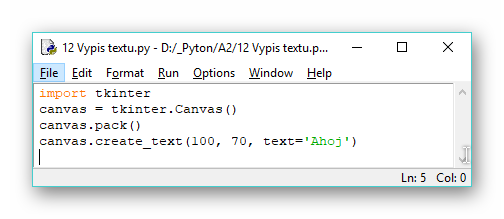 12 Vypis textu.py - D:/_Pyton/A2/12 Vypis textu.p...
File Edit Format Run Options Window Help
import tkinter
canvas = tkinter.Canvas()
canvas.pack()
canvas.create_text(100, 70, text='Ahoj')
Ln: 5 Col: 0